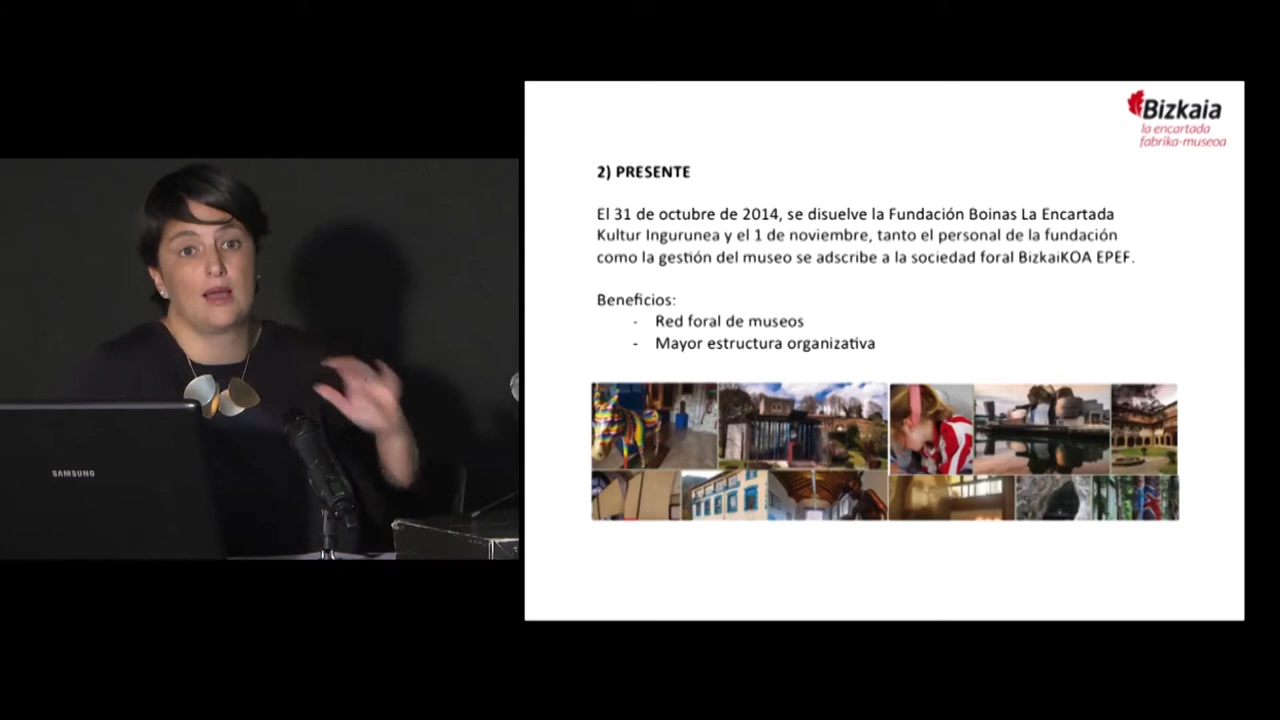 Bizkaia
la encartada
fabrika-museoa
2) PRESENTE
El 31 de octubre de 2014, se disuelve la Fundación Boinas La Encartada
Kultur Ingurunea y el 1 de noviembre, tanto el personal de la fundación
como la gestión del museo se adscribe a la sociedad foral BizkaiKOA EPEF.
Beneficios:
- Red foral de museos
- Mayor estructura organizativa
SAMSUNG